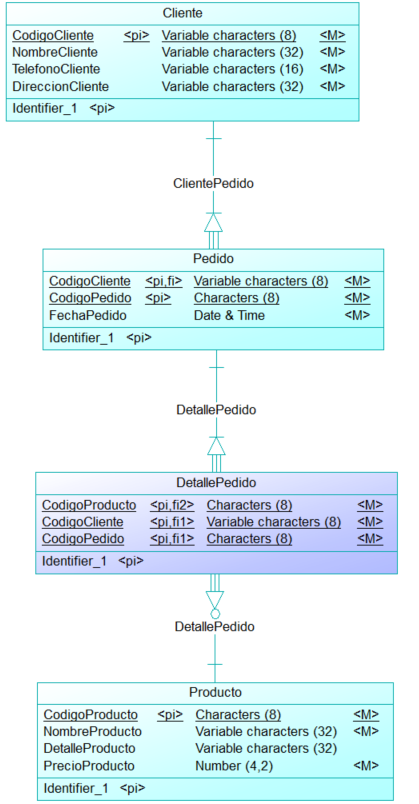 Cliente
CodigoCliente <pi> Variable characters (8) <M>
NombreCliente Variable characters (32) <M>
TelefonoCliente Variable characters (16) <M>
DireccionCliente Variable characters (32) <M>
Identifier_1 <pi>
ClientePedido
Pedido
CodigoCliente <pi,fi> Variable characters (8) <M>
CodigoPedido <pi> Characters (8) <M>
FechaPedido Date & Time <M>
Identifier_1 <pi>
DetallePedido
DetallePedido
CodigoProducto <pi,fi2> Characters (8) <M>
CodigoCliente <pi,fi1> Variable characters (8) <M>
CodigoPedido <pi,fi1> Characters (8) <M>
Identifier_1 <pi>
DetallePedido
Producto
CodigoProducto <pi> Characters (8) <M>
NombreProducto Variable characters (32) <M>
DetalleProducto Variable characters (32)
PrecioProducto Number (4,2) <M>
Identifier_1 <pi>